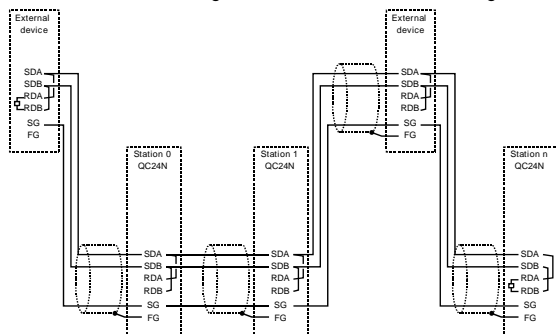 External
device
SDA
SDB
RDA
RDB
SG
FG
External
device
SDA
SDB
RDA
RDB
SG
FG
Station 0
QC24N
SDA
SDB
RDA
RDB
SG
FG
Station 1
QC24N
SDA
SDB
RDA
RDB
SG
FG
Station n
QC24N
SDA
SDB
RDA
RDB
SG
FG